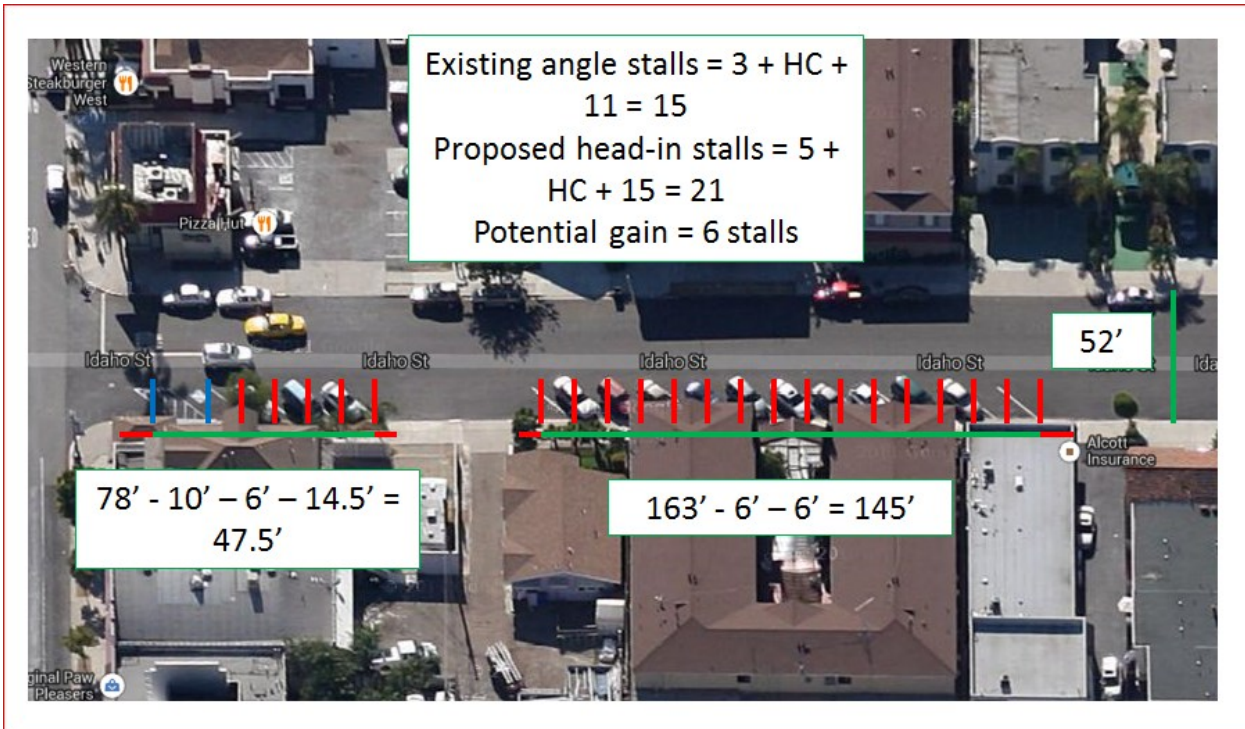 Western
Steakburger
West
Existing angle stalls = 3 + HC +
11 = 15
Proposed head-in stalls = 5 +
HC + 15 = 21
Potential gain = 6 stalls
Pizza Hut
52’
Idaho St
Idaho St
Idaho St
Idaho St
Ida
Alcott
Insurance
78’ - 10’ – 6’ – 14.5’ =
47.5’
163’ - 6’ – 6’ = 145’
ginal Paw
Pleasers